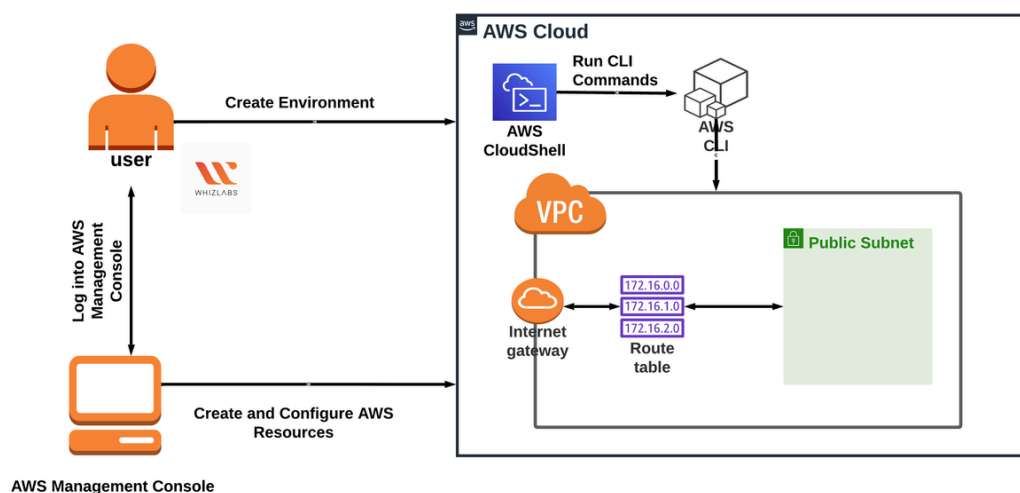 aws
AWS Cloud
Run CLI
Commands
Create Environment
AWS
CloudShell
AWS
CLI
user
WHIZLABS
VPC
Public Subnet
Log into AWS
Management
Console
172.16.0.0
172.16.1.0
172.16.2.0
Internet
gateway
Route
table
Create and Configure AWS
Resources
AWS Management Console